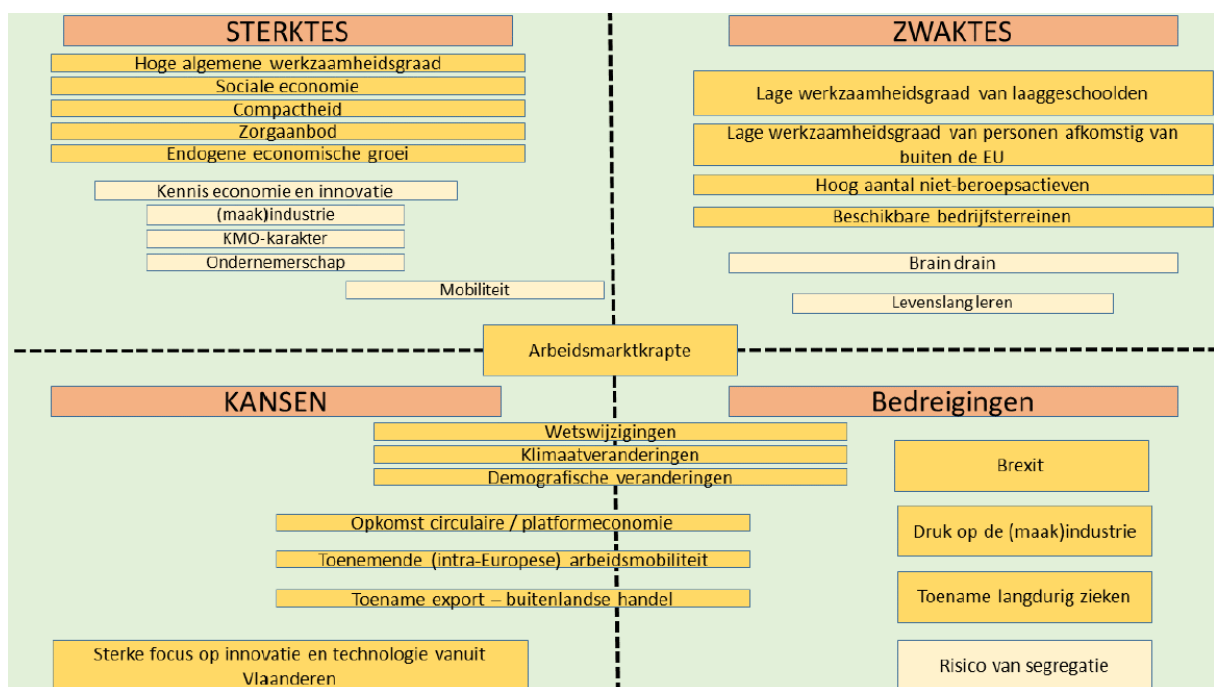 STERKTES
Hoge algemene werkzaamheidsgraad
Sociale economie
Compactheid
Zorgaanbod
Endogene economische groei
Kennis economie en innovatie
(maak)industrie
KMO-karakter
Ondernemerschap
Mobiliteit
ZWAKTES
Lage werkzaamheidsgraad van laaggeschoolden
Lage werkzaamheidsgraad van personen afkomstig van
buiten de EU
Hoog aantal niet-beroepsactieven
Beschikbare bedrijfsterreinen
Brain drain
Levenslang leren
Arbeidsmarktkrapte
KANSEN
Wetswijzigingen
Klimaatveranderingen
Demografische veranderingen
Opkomst circulaire / platformeconomie
Toenemende (intra-Europese) arbeidsmobiliteit
Toename export – buitenlandse handel
Sterke focus op innovatie en technologie vanuit
Vlaanderen
Bedreigingen
Brexit
Druk op de (maak)industrie
Toename langdurig zieken
Risico van segregatie